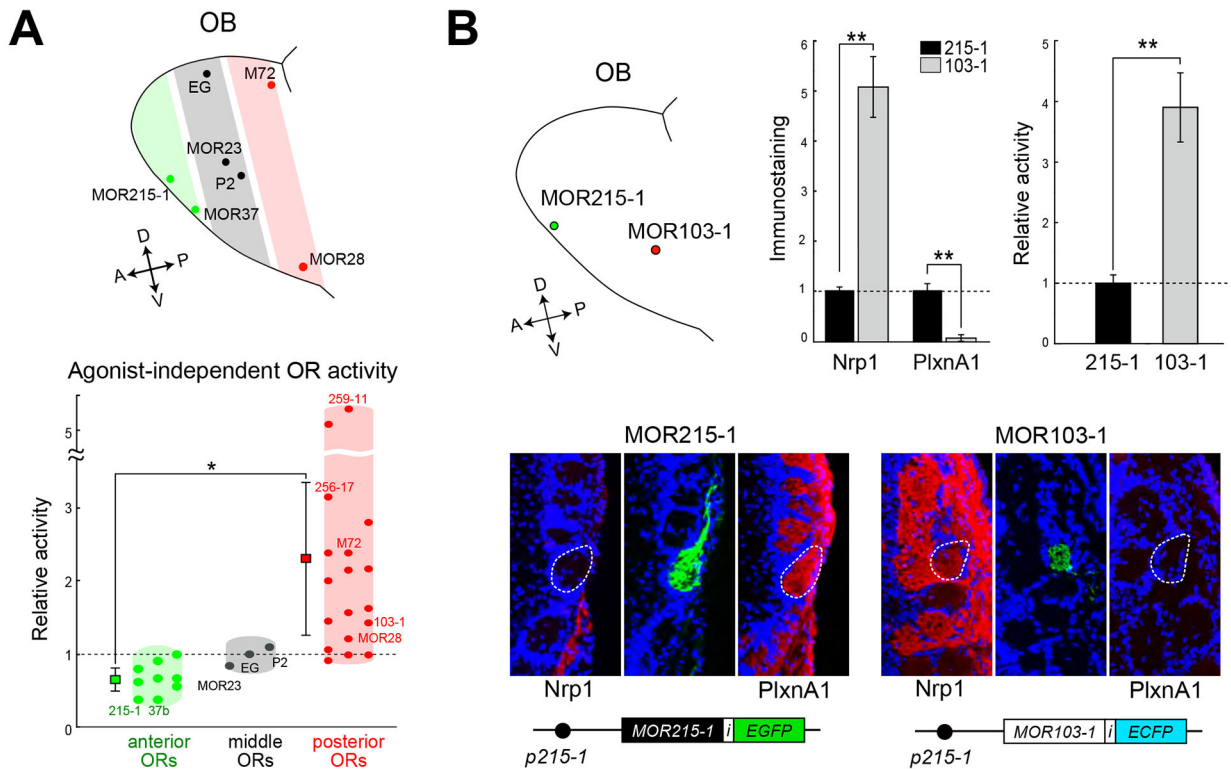 A
OB
EG
M72
MOR23
P2
MOR215-1
MOR37
MOR28
D
A
P
V
Agonist-independent OR activity
Relative activity
5
3
2
1
0
*
259-11
256-17
M72
103-1
MOR28
P2
EG
MOR23
215-1
37b
anterior
ORs
middle
ORs
posterior
ORs
B
OB
MOR215-1
MOR103-1
D
A
P
V
Immunostaining
6
5
4
3
2
1
0
**
**
215-1
103-1
Nrp1
PlxnA1
Relative activity
5
4
3
2
1
0
**
215-1
103-1
MOR215-1
Nrp1
PlxnA1
p215-1
MOR215-1
i
EGFP
MOR103-1
Nrp1
PlxnA1
p215-1
MOR103-1
i
ECFP